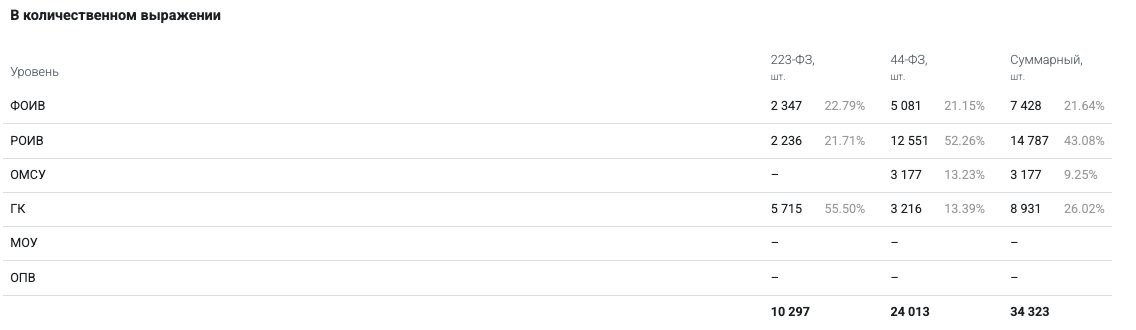 В количественном выражении
Уровень 223-ФЗ, шт. 44-ФЗ, шт. Суммарный, шт.
ФОИВ 2 347 22.79% 5 081 21.15% 7 428 21.64%
РОИВ 2 236 21.71% 12 551 52.26% 14 787 43.08%
ОМСУ – 3 177 13.23% 3 177 9.25%
ГК 5 715 55.50% 3 216 13.39% 8 931 26.02%
МОУ – – –
ОПВ – – –
10 297 24 013 34 323